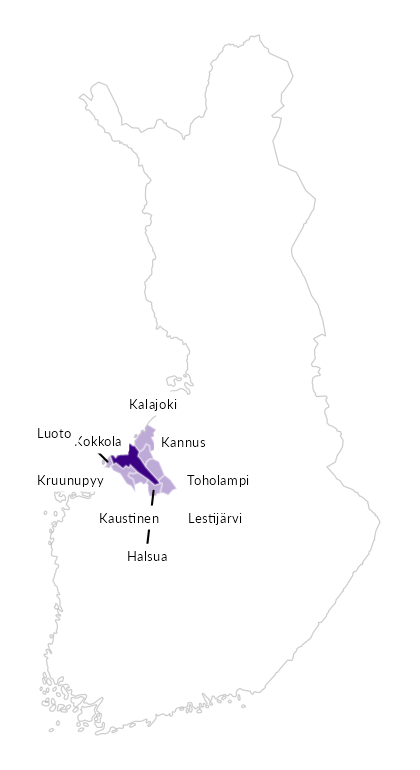 Kalajoki
Luoto
Kokkola
Kannus
Kruunupyy
Toholampi
Kaustinen
Lestijärvi
Halsua